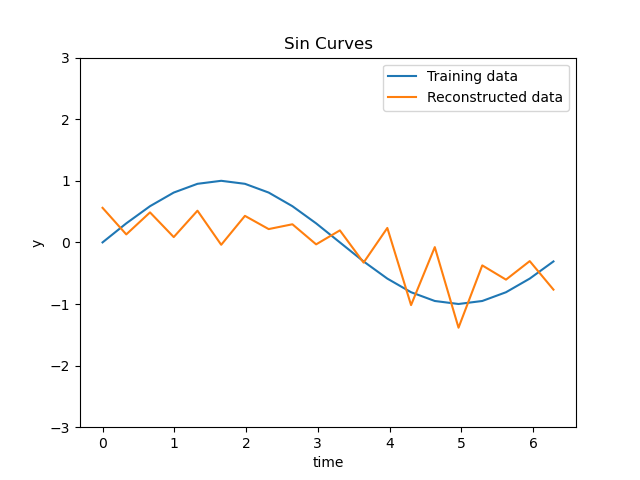 Sin Curves
Training data
Reconstructed data
3
2
1
0
−1
−2
−3
y
0 1 2 3 4 5 6
time